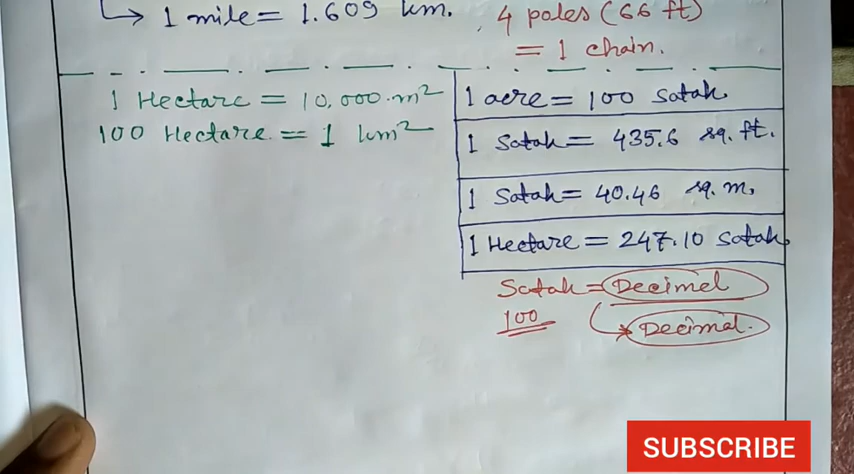 ↳ 1 mile = 1.609 km.
4 poles (66 ft)
= 1 chain.
1 Hectare = 10,000 m²
100 Hectare = 1 km²
1 acre = 100 Satak
1 Satak = 435.6 sq. ft.
1 Satak = 40.46 sq. m.
1 Hectare = 247.10 Satak
Satak = Decimel
100 → Decimal.
SUBSCRIBE